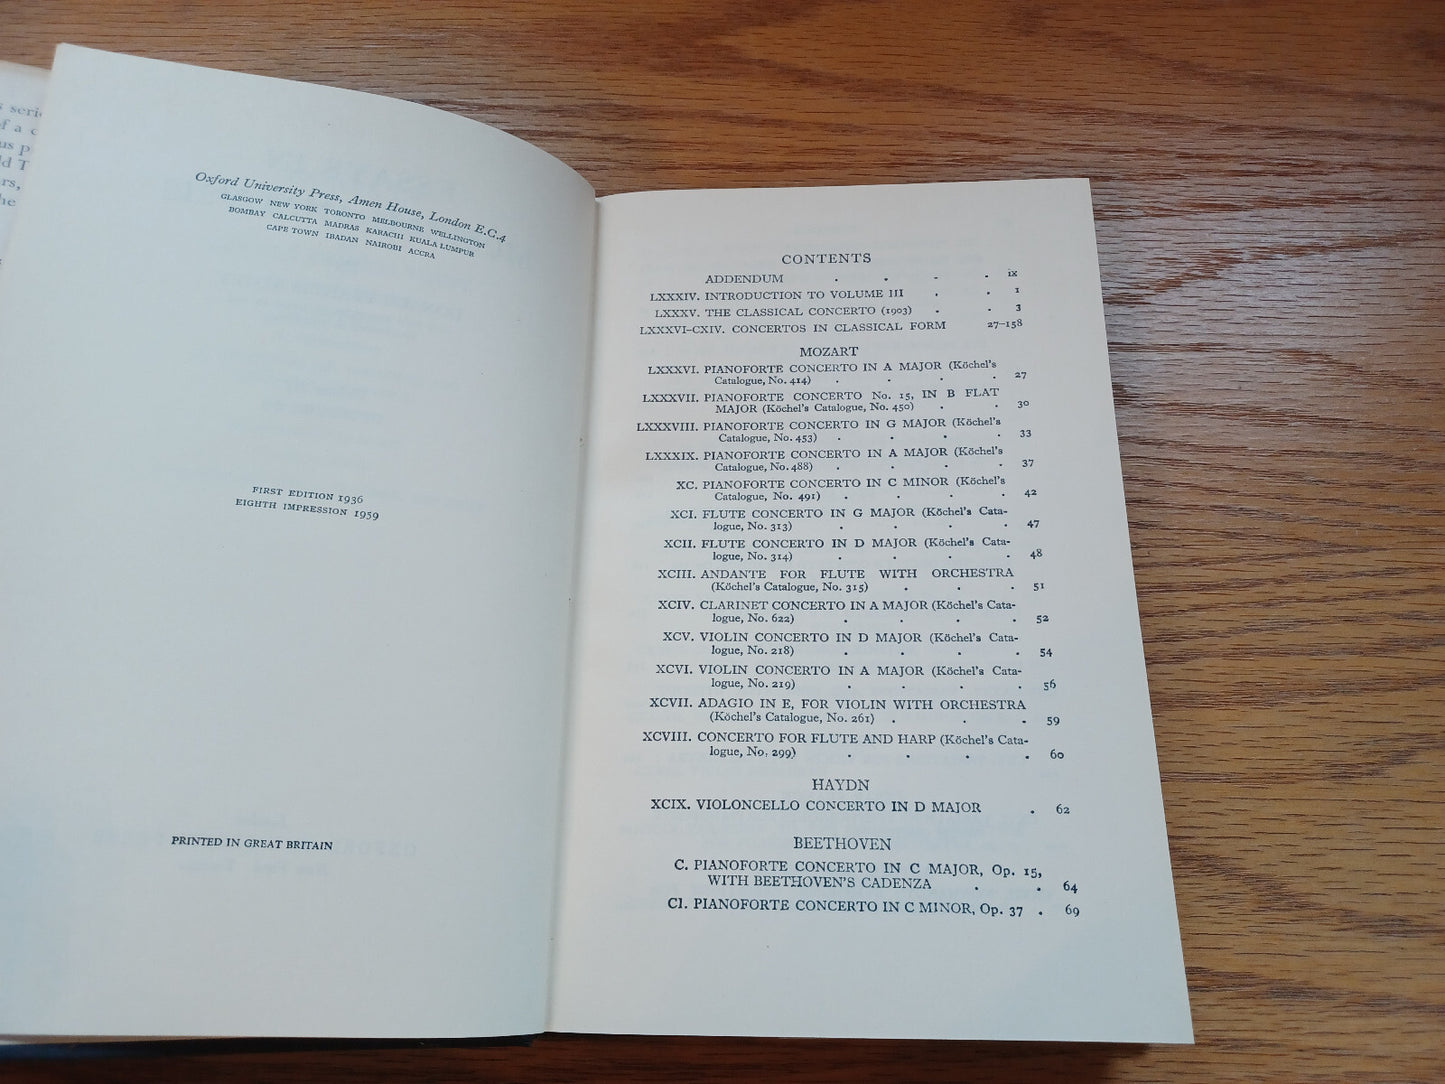 s serie
f a c
us p
ld T
rs,
he
Oxford University Press, Amen House, London E.C.4
GLASGOW NEW YORK TORONTO MELBOURNE WELLINGTON
BOMBAY CALCUTTA MADRAS KARACHI KUALA LUMPUR
CAPE TOWN IBADAN NAIROBI ACCRA
FIRST EDITION 1936
EIGHTH IMPRESSION 1959
PRINTED IN GREAT BRITAIN
CONTENTS
ADDENDUM . . . . ix
LXXXIV. INTRODUCTION TO VOLUME III . . 1
LXXXV. THE CLASSICAL CONCERTO (1903) . . 3
LXXXVI–CXIV. CONCERTOS IN CLASSICAL FORM 27–158
MOZART
LXXXVI. PIANOFORTE CONCERTO IN A MAJOR (Köchel's
Catalogue, No. 414) . . . . 27
LXXXVII. PIANOFORTE CONCERTO No. 15, IN B FLAT
MAJOR (Köchel's Catalogue, No. 450) . . 30
LXXXVIII. PIANOFORTE CONCERTO IN G MAJOR (Köchel's
Catalogue, No. 453) . . . . 33
LXXXIX. PIANOFORTE CONCERTO IN A MAJOR (Köchel's
Catalogue, No. 488) . . . . 37
XC. PIANOFORTE CONCERTO IN C MINOR (Köchel's
Catalogue, No. 491) . . . . 42
XCI. FLUTE CONCERTO IN G MAJOR (Köchel's Cata-
logue, No. 313) . . . . 47
XCII. FLUTE CONCERTO IN D MAJOR (Köchel's Cata-
logue, No. 314) . . . . 48
XCIII. ANDANTE FOR FLUTE WITH ORCHESTRA
(Köchel's Catalogue, No. 315) . . . 51
XCIV. CLARINET CONCERTO IN A MAJOR (Köchel's Cata-
logue, No. 622) . . . . 52
XCV. VIOLIN CONCERTO IN D MAJOR (Köchel's Cata-
logue, No. 218) . . . . 54
XCVI. VIOLIN CONCERTO IN A MAJOR (Köchel's Cata-
logue, No. 219) . . . . 56
XCVII. ADAGIO IN E, FOR VIOLIN WITH ORCHESTRA
(Köchel's Catalogue, No. 261) . . . 59
XCVIII. CONCERTO FOR FLUTE AND HARP (Köchel's Cata-
logue, No. 299) . . . . 60
HAYDN
XCIX. VIOLONCELLO CONCERTO IN D MAJOR . 62
BEETHOVEN
C. PIANOFORTE CONCERTO IN C MAJOR, Op. 15,
WITH BEETHOVEN'S CADENZA . . 64
CI. PIANOFORTE CONCERTO IN C MINOR, Op. 37 . 69